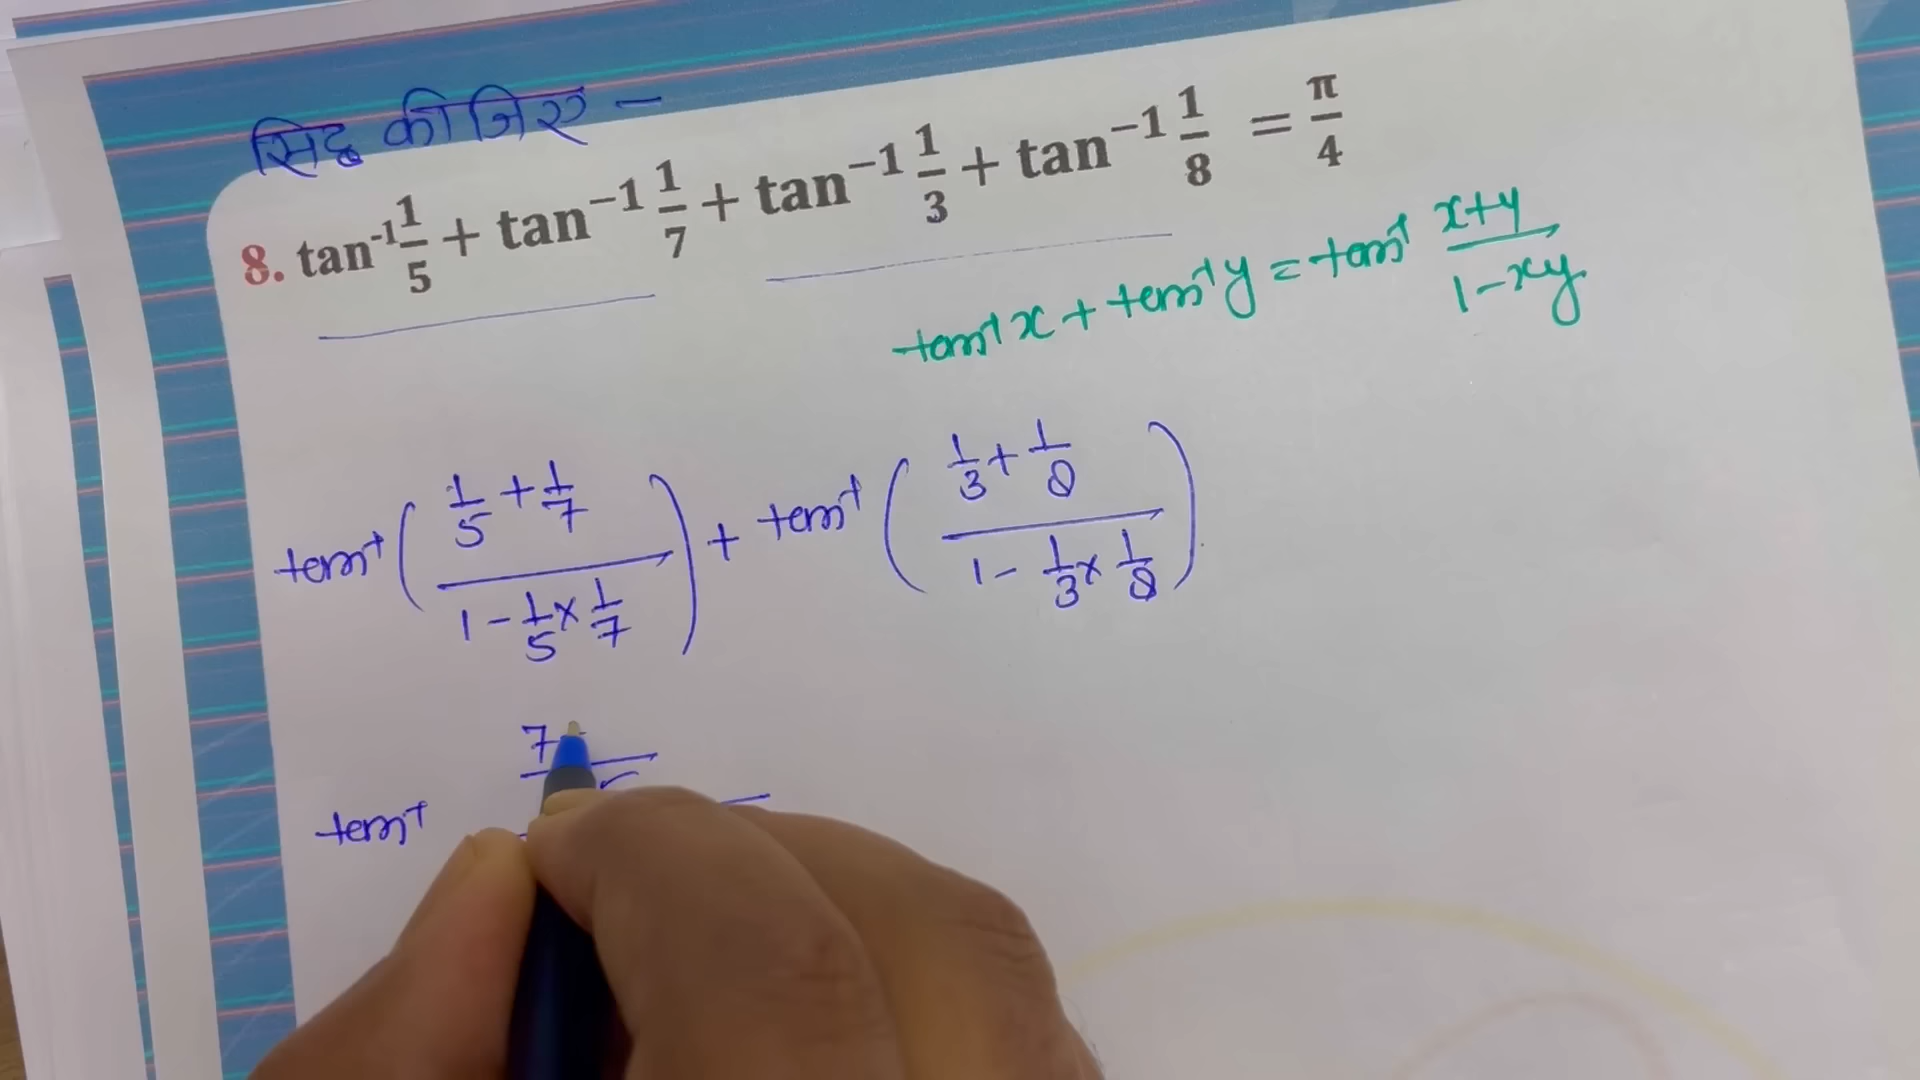 सिद्ध कीजिए –
8. tan⁻¹ 1/5 + tan⁻¹ 1/7 + tan⁻¹ 1/3 + tan⁻¹ 1/8 = π/4
tan⁻¹x + tan⁻¹y = tan⁻¹ (x+y)/(1-xy)
tan⁻¹ ((1/5 + 1/7)/(1 - 1/5 × 1/7)) + tan⁻¹ ((1/3 + 1/8)/(1 - 1/3 × 1/8))
7
tan⁻¹